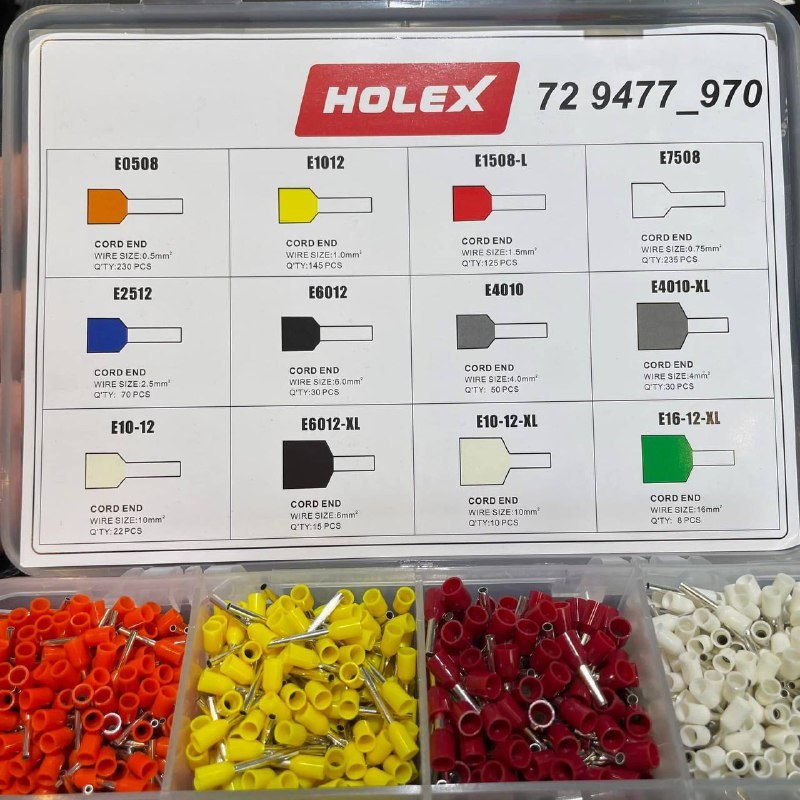 HOLEX 72 9477_970
E0508
CORD END
WIRE SIZE:0.5mm²
Q'TY:230 PCS
E1012
CORD END
WIRE SIZE:1.0mm²
Q'TY:145 PCS
E1508-L
CORD END
WIRE SIZE:1.5mm²
Q'TY:125 PCS
E7508
CORD END
WIRE SIZE:0.75mm²
Q'TY:235 PCS
E2512
CORD END
WIRE SIZE:2.5mm²
Q'TY: 70 PCS
E6012
CORD END
WIRE SIZE:6.0mm²
Q'TY:30 PCS
E4010
CORD END
WIRE SIZE:4.0mm²
Q'TY: 50 PCS
E4010-XL
CORD END
WIRE SIZE:4mm²
Q'TY:30 PCS
E10-12
CORD END
WIRE SIZE:10mm²
Q'TY:22PCS
E6012-XL
CORD END
WIRE SIZE:6mm²
Q'TY:15 PCS
E10-12-XL
CORD END
WIRE SIZE:10mm²
Q'TY:10 PCS
E16-12-XL
CORD END
WIRE SIZE:16mm²
Q'TY: 8 PCS